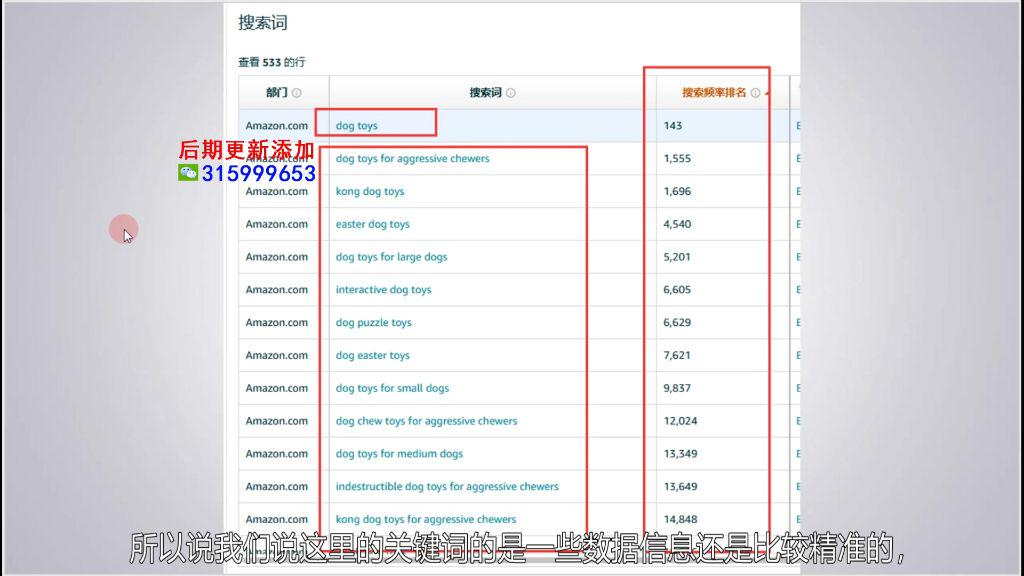 搜索词
查看 533 的行
部门 搜索词 搜索频率排名
Amazon.com dog toys 143
后期更新添加
Amazon.com dog toys for aggressive chewers 1,555
315999653
Amazon.com kong dog toys 1,696
Amazon.com easter dog toys 4,540
Amazon.com dog toys for large dogs 5,201
Amazon.com interactive dog toys 6,605
Amazon.com dog puzzle toys 6,629
Amazon.com dog easter toys 7,621
Amazon.com dog toys for small dogs 9,837
Amazon.com dog chew toys for aggressive chewers 12,024
Amazon.com dog toys for medium dogs 13,349
Amazon.com indestructible dog toys for aggressive chewers 13,649
Amazon.com kong dog toys for aggressive chewers 14,848
所以说我们说这里的关键词的是一些数据信息还是比较精准的，